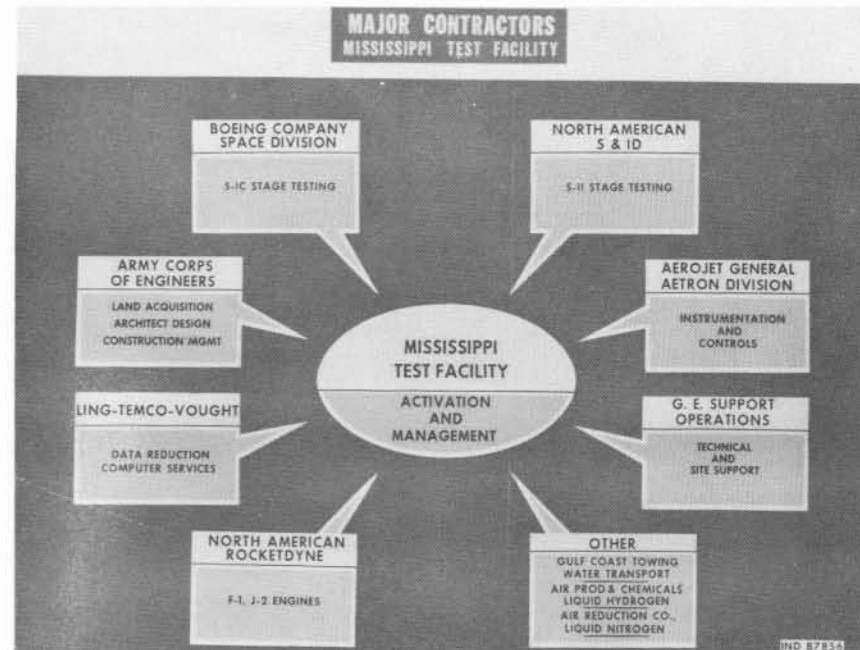 MAJOR CONTRACTORS
MISSISSIPPI TEST FACILITY
BOEING COMPANY
SPACE DIVISION
S-IC STAGE TESTING
NORTH AMERICAN
S & ID
S-II STAGE TESTING
ARMY CORPS
OF ENGINEERS
LAND ACQUISITION
ARCHITECT DESIGN
CONSTRUCTION MGMT
AEROJET GENERAL
AETRON DIVISION
INSTRUMENTATION
AND
CONTROLS
MISSISSIPPI
TEST FACILITY
ACTIVATION
AND
MANAGEMENT
LING-TEMCO-VOUGHT
DATA REDUCTION
COMPUTER SERVICES
G. E. SUPPORT
OPERATIONS
TECHNICAL
AND
SITE SUPPORT
NORTH AMERICAN
ROCKETDYNE
F-1, J-2 ENGINES
OTHER
GULF COAST TOWING
WATER TRANSPORT
AIR PROD & CHEMICALS
LIQUID HYDROGEN
AIR REDUCTION CO.,
LIQUID NITROGEN
IND B7856